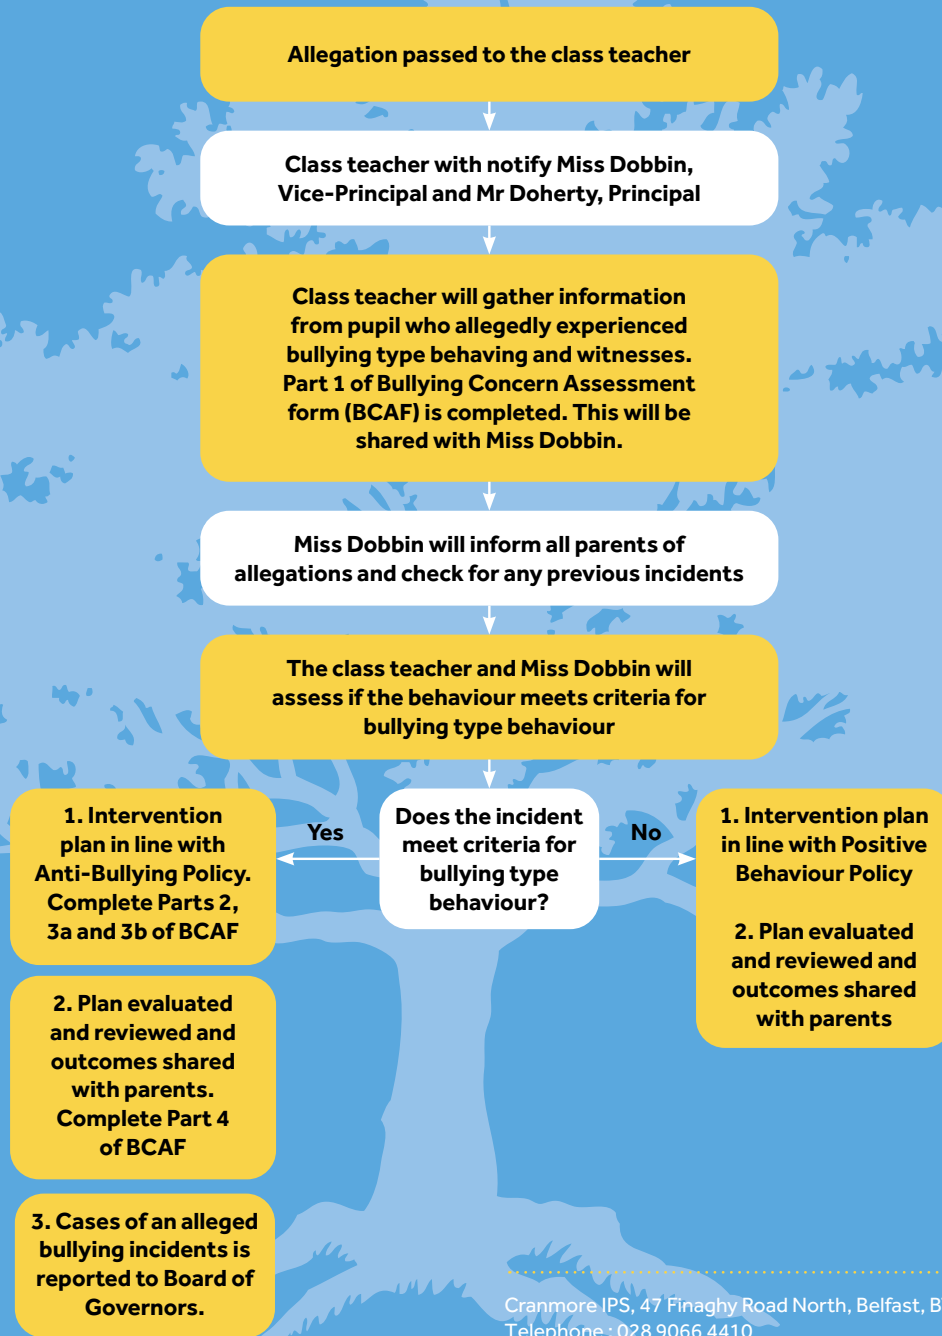 Allegation passed to the class teacher
Class teacher with notify Miss Dobbin,
Vice-Principal and Mr Doherty, Principal
Class teacher will gather information
from pupil who allegedly experienced
bullying type behaving and witnesses.
Part 1 of Bullying Concern Assessment
form (BCAF) is completed. This will be
shared with Miss Dobbin.
Miss Dobbin will inform all parents of
allegations and check for any previous incidents
The class teacher and Miss Dobbin will
assess if the behaviour meets criteria for
bullying type behaviour
Does the incident
meet criteria for
bullying type
behaviour?
Yes
1. Intervention
plan in line with
Anti-Bullying Policy.
Complete Parts 2,
3a and 3b of BCAF
2. Plan evaluated
and reviewed and
outcomes shared
with parents.
Complete Part 4
of BCAF
3. Cases of an alleged
bullying incidents is
reported to Board of
Governors.
No
1. Intervention plan
in line with Positive
Behaviour Policy
2. Plan evaluated
and reviewed and
outcomes shared
with parents
Cranmore IPS, 47 Finaghy Road North, Belfast,
Telephone : 028 9066 4410